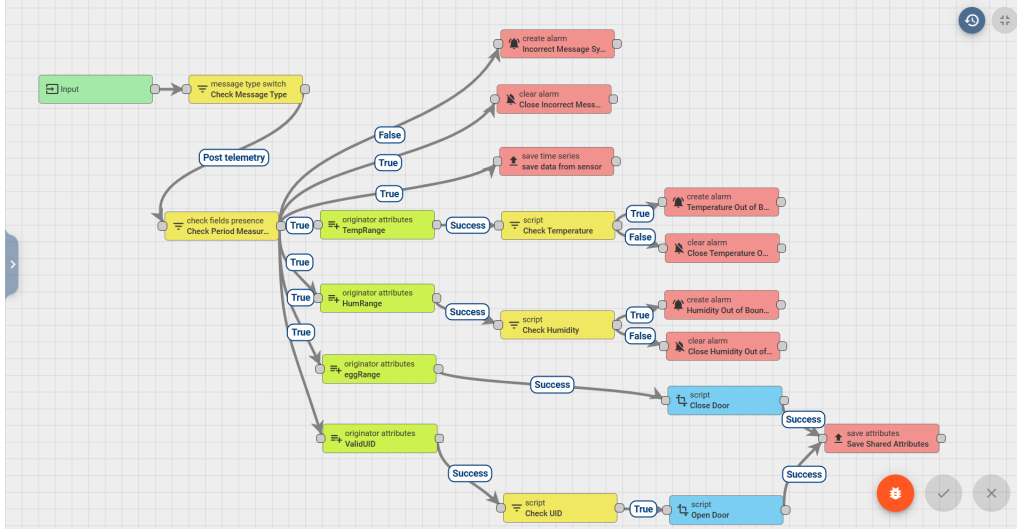 create alarm
Incorrect Message Sy...
Input
message type switch
Check Message Type
clear alarm
Close Incorrect Mess...
False
Post telemetry
True
save time series
save data from sensor
True
check fields presence
Check Period Measur...
True
originator attributes
TempRange
Success
script
Check Temperature
True
False
create alarm
Temperature Out of B...
clear alarm
Close Temperature O...
True
True
originator attributes
HumRange
Success
script
Check Humidity
True
False
create alarm
Humidity Out of Boun...
clear alarm
Close Humidity Out of...
True
originator attributes
eggRange
Success
script
Close Door
Success
originator attributes
ValidUID
Success
save attributes
Save Shared Attributes
Success
script
Check UID
True
script
Open Door